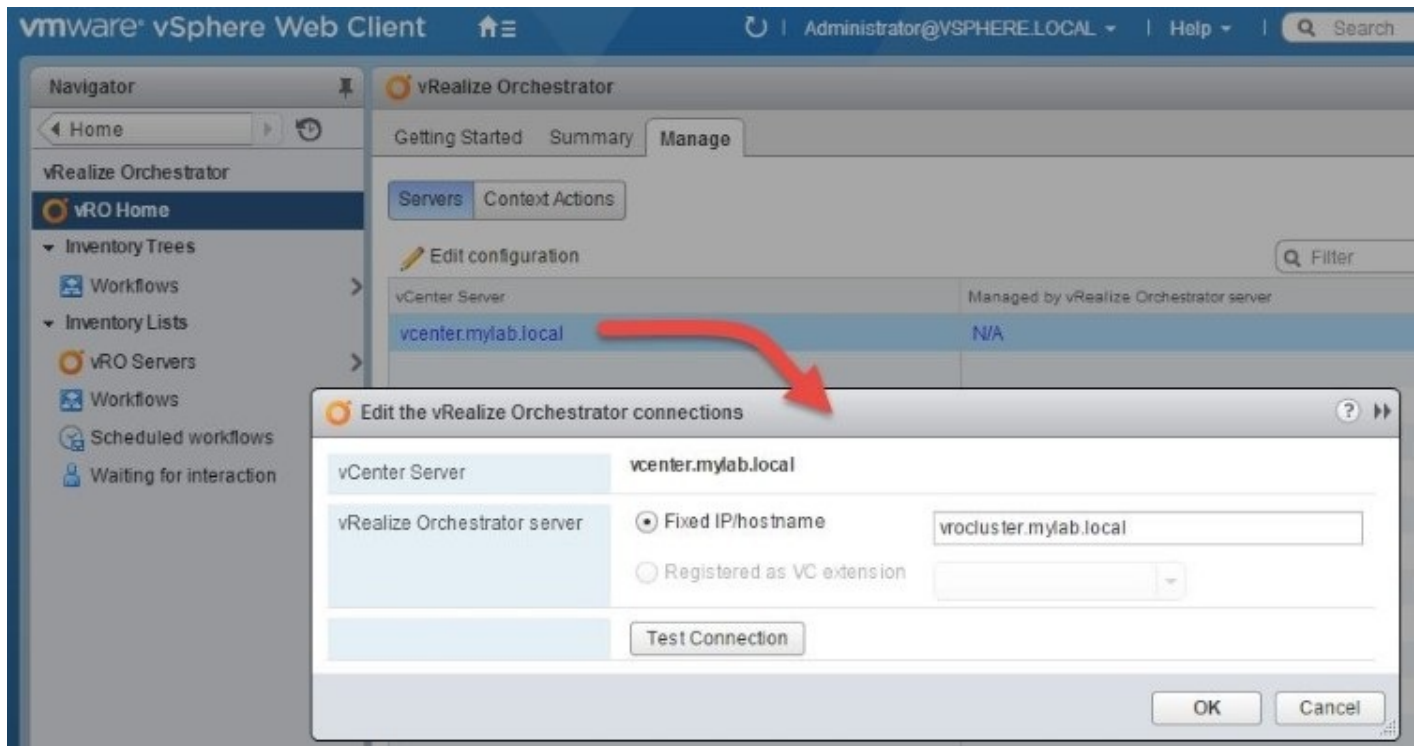 vmware® vSphere Web Client
Administrator@VSPHERE.LOCAL
Help
Search
Navigator
Home
vRealize Orchestrator
vRO Home
Inventory Trees
Workflows
Inventory Lists
vRO Servers
Workflows
Scheduled workflows
Waiting for interaction
vRealize Orchestrator
Getting Started Summary Manage
Servers Context Actions
Edit configuration
Filter
vCenter Server Managed by vRealize Orchestrator server
vcenter.mylab.local N/A
Edit the vRealize Orchestrator connections
vCenter Server vcenter.mylab.local
vRealize Orchestrator server Fixed IP/hostname vrocluster.mylab.local
Registered as VC extension
Test Connection
OK Cancel